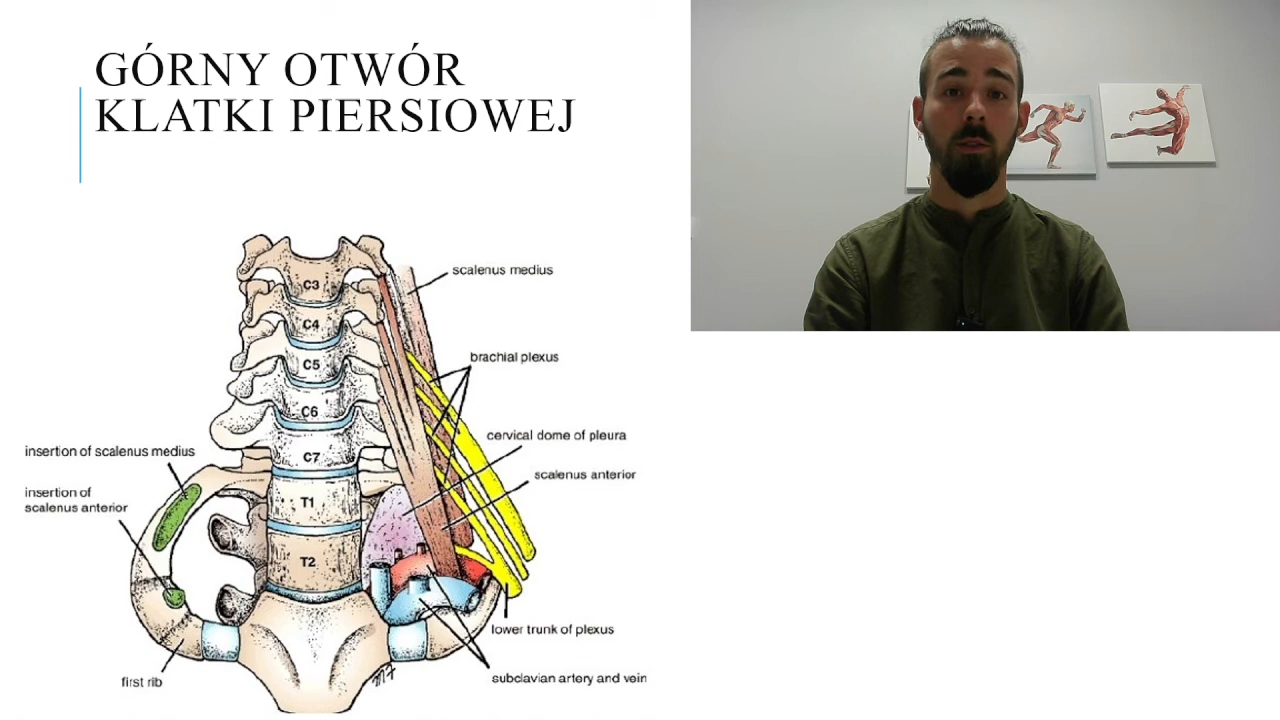 GÓRNY OTWÓR
KLATKI PIERSIOWEJ
scalenus medius
C3
C4
brachial plexus
C5
C6
cervical dome of pleura
insertion of scalenus medius
C7
scalenus anterior
insertion of
scalenus anterior
T1
T2
lower trunk of plexus
first rib
subclavian artery and vein